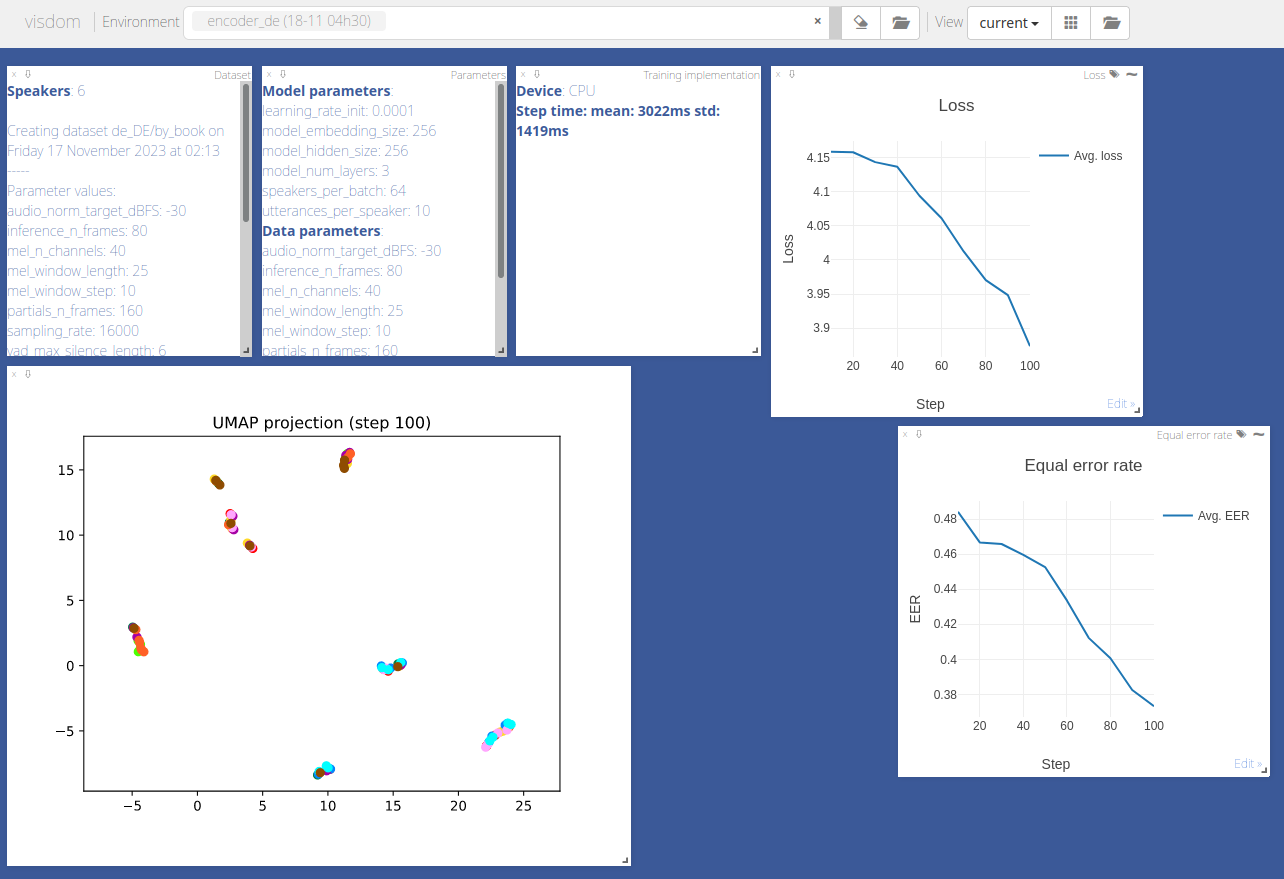 visdom Environment encoder_de (18-11 04h30) × View current
× Dataset
Speakers: 6
Creating dataset de_DE/by_book on
Friday 17 November 2023 at 02:13
-----
Parameter values:
audio_norm_target_dBFS: -30
inference_n_frames: 80
mel_n_channels: 40
mel_window_length: 25
mel_window_step: 10
partials_n_frames: 160
sampling_rate: 16000
vad_max_silence_length: 6
× Parameters
Model parameters:
learning_rate_init: 0.0001
model_embedding_size: 256
model_hidden_size: 256
model_num_layers: 3
speakers_per_batch: 64
utterances_per_speaker: 10
Data parameters:
audio_norm_target_dBFS: -30
inference_n_frames: 80
mel_n_channels: 40
mel_window_length: 25
mel_window_step: 10
partials_n_frames: 160
× Training implementation
Device: CPU
Step time: mean: 3022ms std:
1419ms
× Loss
Loss
4.15
4.1
4.05
4
3.95
3.9
Loss
Avg. loss
20 40 60 80 100
Step
Edit »
×
UMAP projection (step 100)
15
10
5
0
−5
−5 0 5 10 15 20 25
× Equal error rate
Equal error rate
0.48
0.46
0.44
0.42
0.4
0.38
EER
Avg. EER
20 40 60 80 100
Step
Edit »